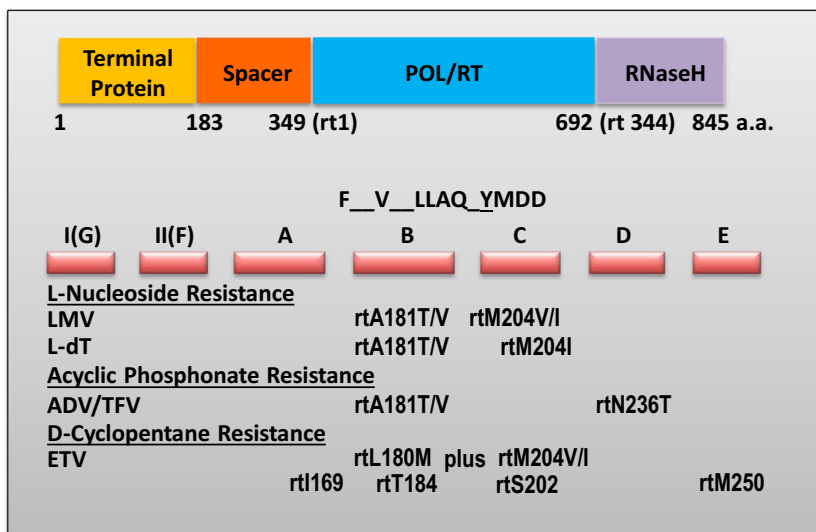 Terminal Protein Spacer POL/RT RNaseH
1 183 349 (rt1) 692 (rt 344) 845 a.a.
F__V__LLAQ_YMDD
I(G) II(F) A B C D E
L-Nucleoside Resistance
LMV rtA181T/V rtM204V/I
L-dT rtA181T/V rtM204I
Acyclic Phosphonate Resistance
ADV/TFV rtA181T/V rtN236T
D-Cyclopentane Resistance
ETV rtL180M plus rtM204V/I
rtI169 rtT184 rtS202 rtM250